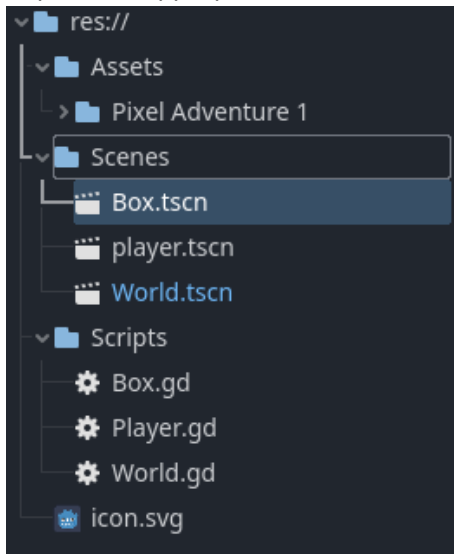 res://
Assets
Pixel Adventure 1
Scenes
Box.tscn
player.tscn
World.tscn
Scripts
Box.gd
Player.gd
World.gd
icon.svg